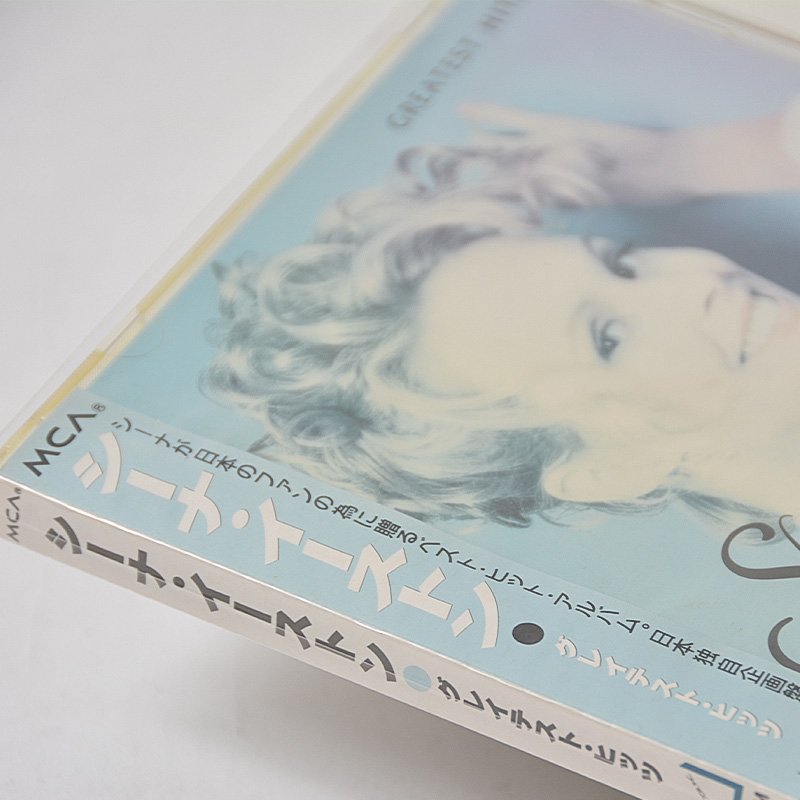 GREATEST HITS
MCA®
シーナが日本のファンの為に贈るベスト・ヒット・アルバム。日本独自企画盤
シーナ・イーストン●グレイテスト・ヒッツ
MCA®
シーナ・イーストン●グレイテスト・ヒッツ